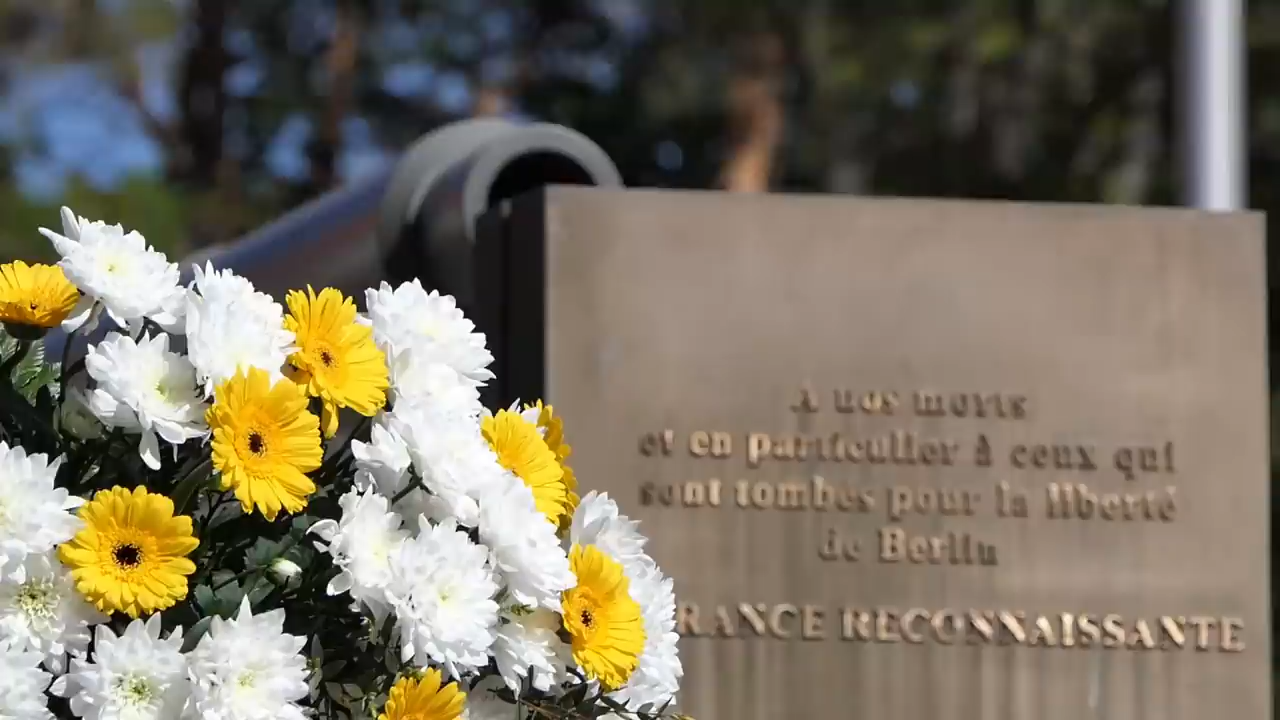 A nos morts
et en particulier à ceux qui
sont tombés pour la liberté
de Berlin
RANCE RECONNAISSANTE